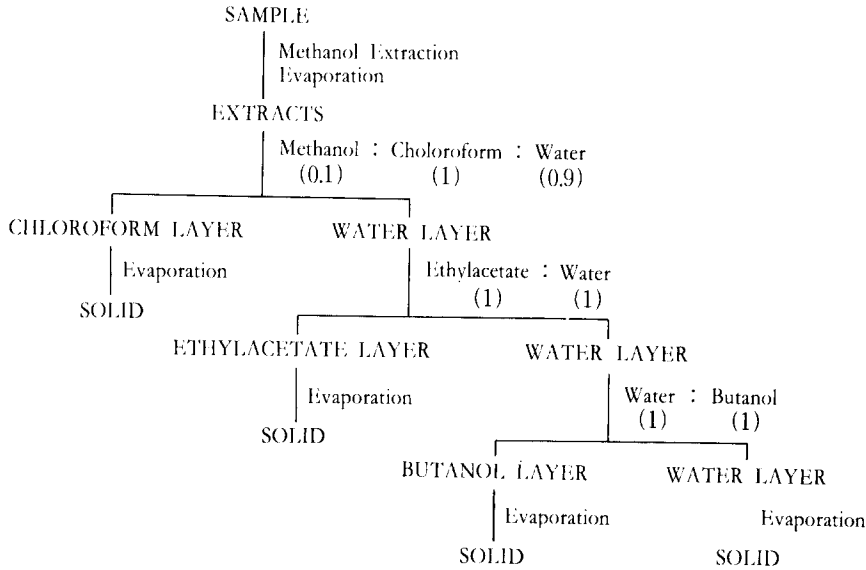 SAMPLE
Methanol Extraction
Evaporation
EXTRACTS
Methanol : Choloroform : Water
(0.1) (1) (0.9)
CHLOROFORM LAYER WATER LAYER
Evaporation Ethylacetate : Water
(1) (1)
SOLID
ETHYLACETATE LAYER WATER LAYER
Evaporation Water : Butanol
(1) (1)
SOLID
BUTANOL LAYER WATER LAYER
Evaporation Evaporation
SOLID SOLID